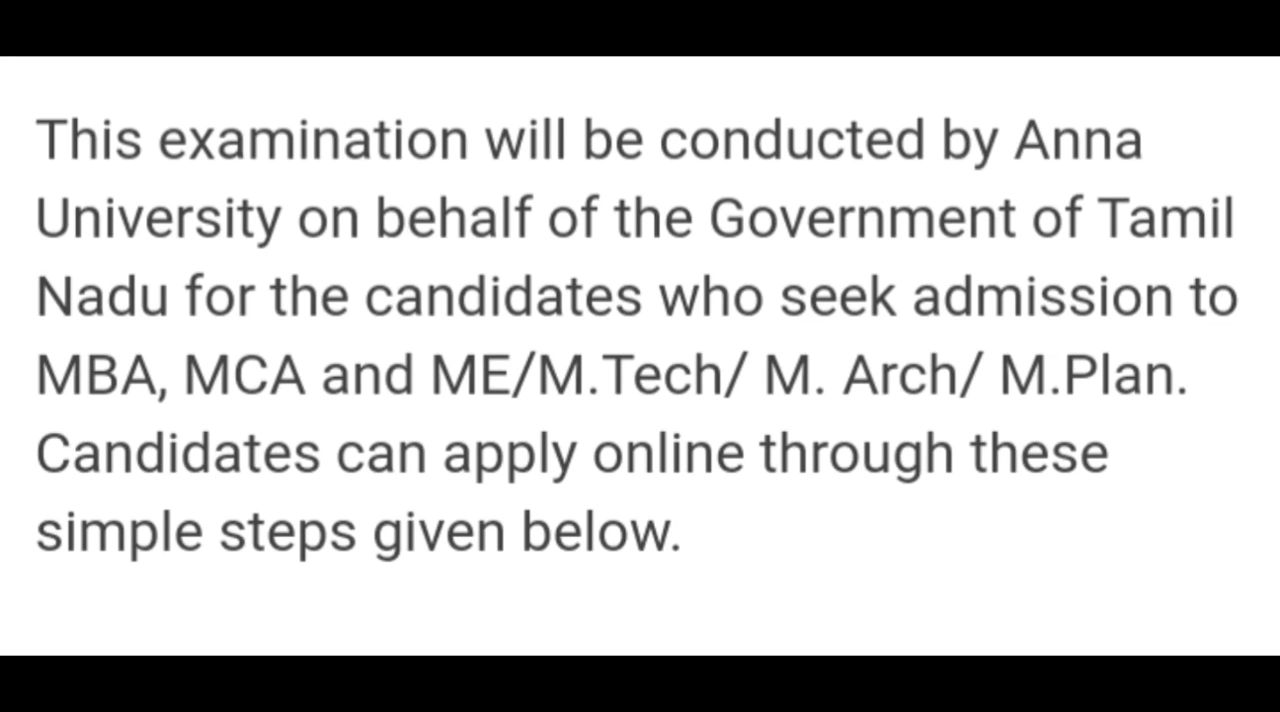 This examination will be conducted by Anna
University on behalf of the Government of Tamil
Nadu for the candidates who seek admission to
MBA, MCA and ME/M.Tech/ M. Arch/ M.Plan.
Candidates can apply online through these
simple steps given below.